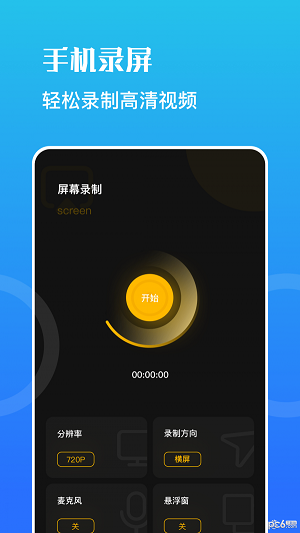 手机录屏
轻松录制高清视频
屏幕录制
screen
开始
00:00:00
分辨率
录制方向
720P
横屏
麦克风
悬浮窗
关
关